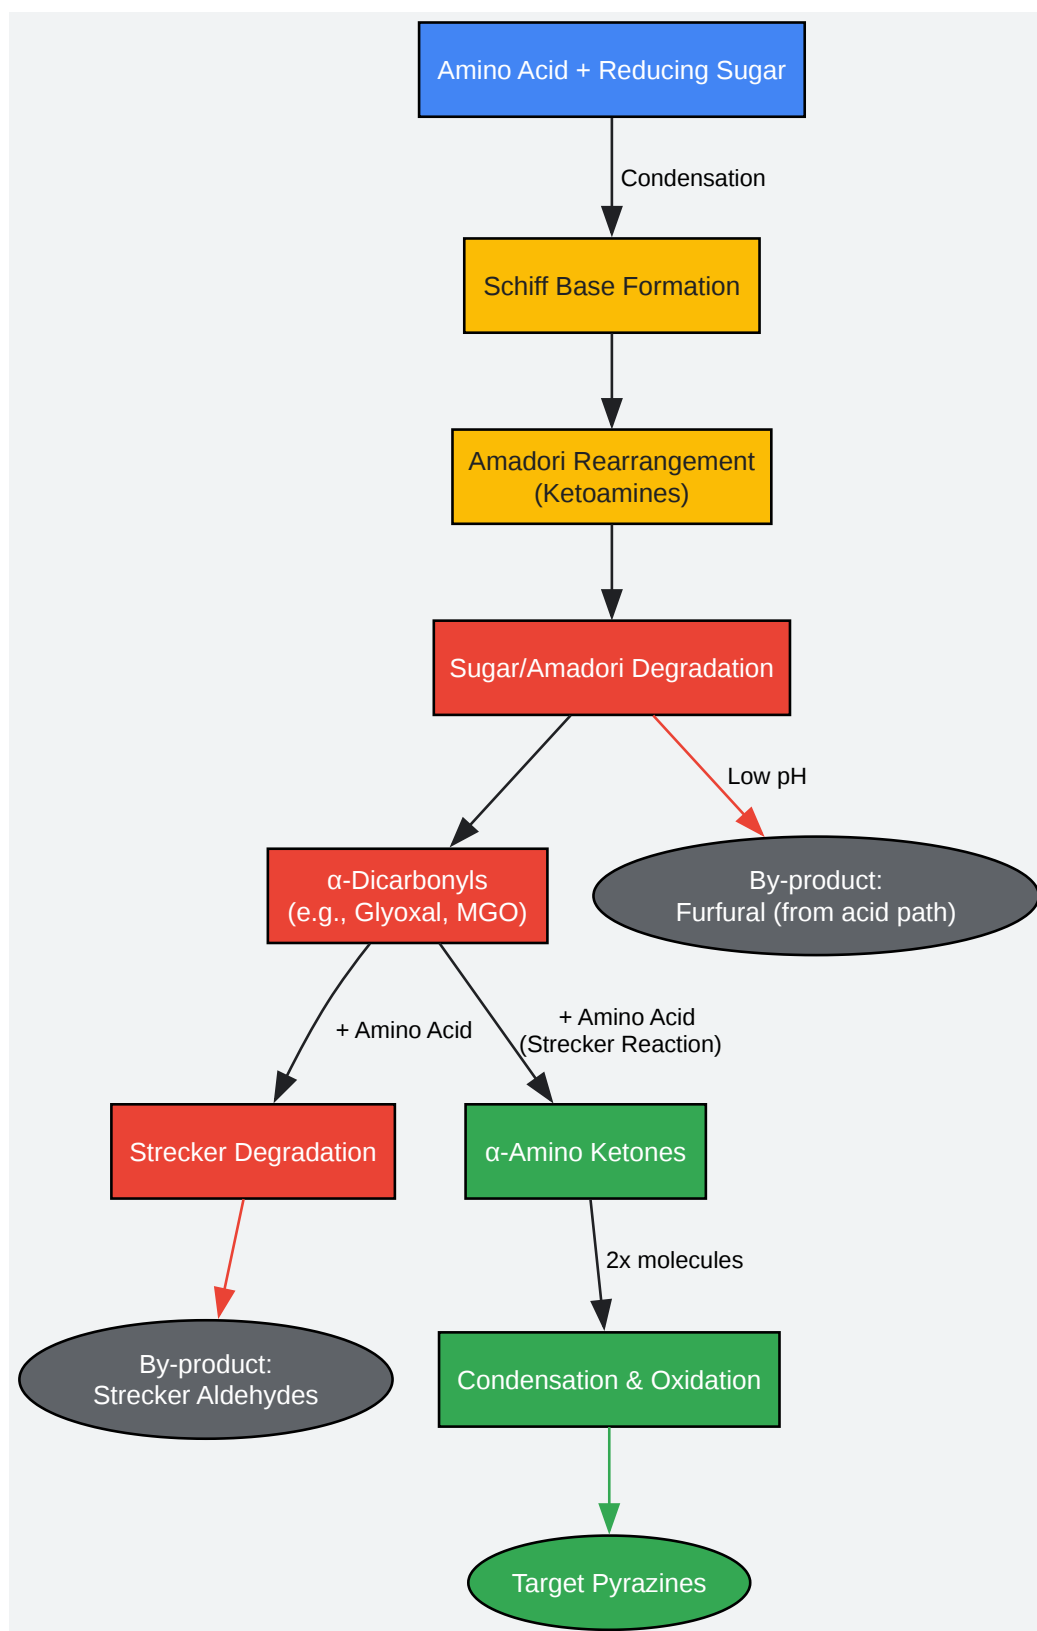 Amino Acid + Reducing Sugar
Condensation
Schiff Base Formation
Amadori Rearrangement
(Ketoamines)
Sugar/Amadori Degradation
Low pH
α-Dicarbonyls
(e.g., Glyoxal, MGO)
By-product:
Furfural (from acid path)
+ Amino Acid
+ Amino Acid
(Strecker Reaction)
Strecker Degradation
α-Amino Ketones
2x molecules
By-product:
Strecker Aldehydes
Condensation & Oxidation
Target Pyrazines